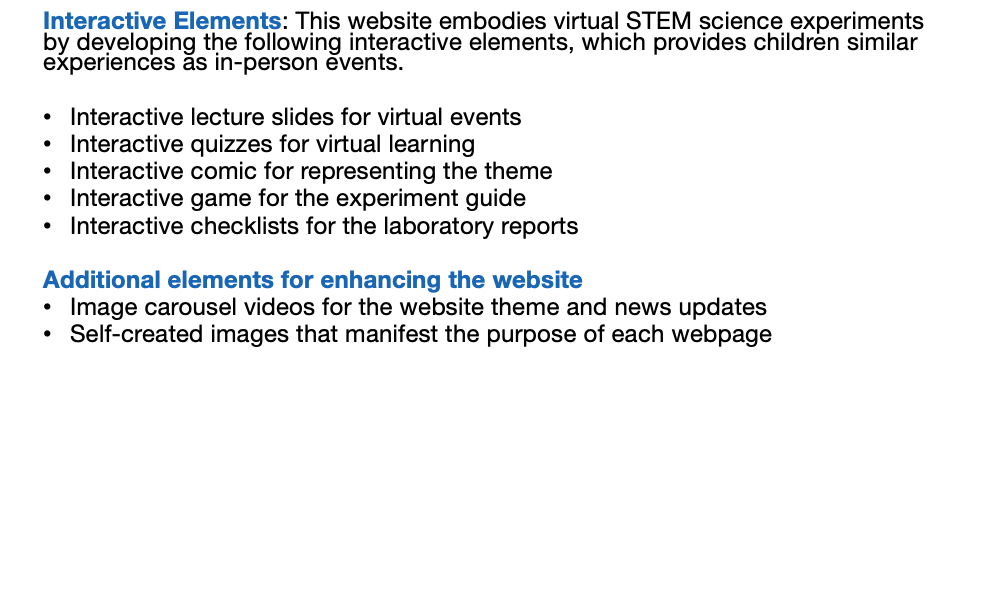 Interactive Elements: This website embodies virtual STEM science experiments
by developing the following interactive elements, which provides children similar
experiences as in-person events.
• Interactive lecture slides for virtual events
• Interactive quizzes for virtual learning
• Interactive comic for representing the theme
• Interactive game for the experiment guide
• Interactive checklists for the laboratory reports
Additional elements for enhancing the website
• Image carousel videos for the website theme and news updates
• Self-created images that manifest the purpose of each webpage